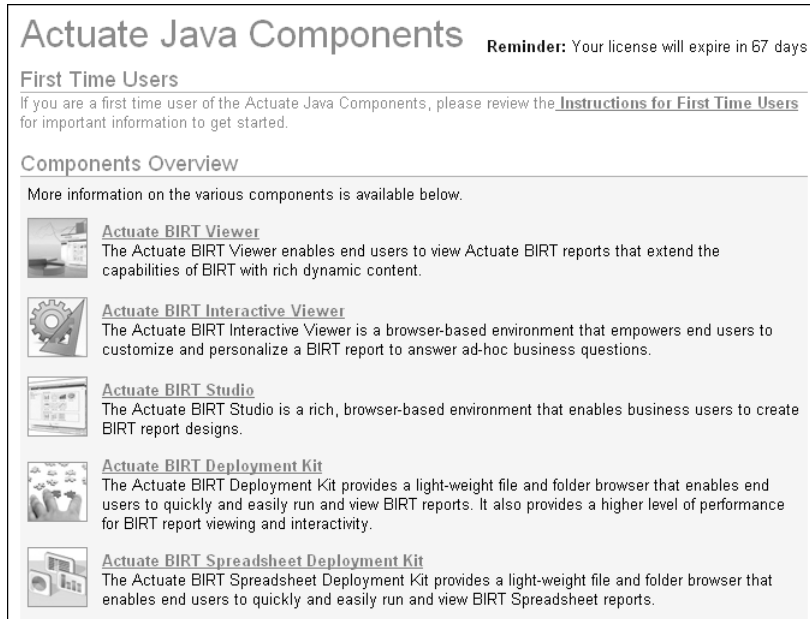 Actuate Java Components
Reminder: Your license will expire in 67 days
First Time Users
If you are a first time user of the Actuate Java Components, please review the Instructions for First Time Users
for important information to get started.
Components Overview
More information on the various components is available below.
Actuate BIRT Viewer
The Actuate BIRT Viewer enables end users to view Actuate BIRT reports that extend the
capabilities of BIRT with rich dynamic content.
Actuate BIRT Interactive Viewer
The Actuate BIRT Interactive Viewer is a browser-based environment that empowers end users to
customize and personalize a BIRT report to answer ad-hoc business questions.
Actuate BIRT Studio
The Actuate BIRT Studio is a rich, browser-based environment that enables business users to create
BIRT report designs.
Actuate BIRT Deployment Kit
The Actuate BIRT Deployment Kit provides a light-weight file and folder browser that enables end
users to quickly and easily run and view BIRT reports. It also provides a higher level of performance
for BIRT report viewing and interactivity.
Actuate BIRT Spreadsheet Deployment Kit
The Actuate BIRT Spreadsheet Deployment Kit provides a light-weight file and folder browser that
enables end users to quickly and easily run and view BIRT Spreadsheet reports.